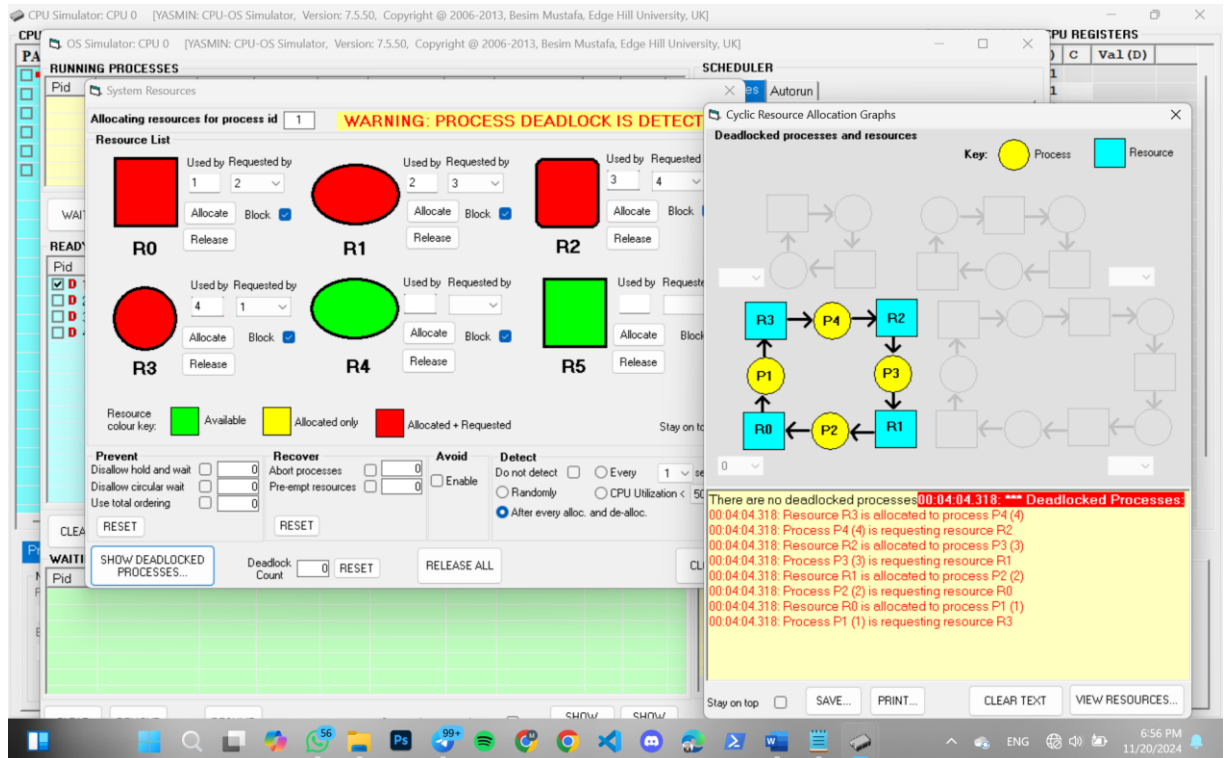 CPU Simulator: CPU 0 [YASMIN: CPU-OS Simulator, Version: 7.5.50, Copyright @ 2006-2013, Besim Mustafa, Edge Hill University, UK]
OS Simulator: CPU 0 [YASMIN: CPU-OS Simulator, Version: 7.5.50, Copyright @ 2006-2013, Besim Mustafa, Edge Hill University, UK]
CPU REGISTERS
C Val (D)
1
1
RUNNING PROCESSES
Pid
SCHEDULER
Autorun
System Resources
Allocating resources for process id 1
WARNING: PROCESS DEADLOCK IS DETECT
Resource List
Used by Requested by
1 2
Allocate Block
Release
R0
Used by Requested by
2 3
Allocate Block
Release
R1
Used by Requested
3 4
Allocate Block
Release
R2
Used by Requested by
4 1
Allocate Block
Release
R3
Used by Requested by
Allocate Block
Release
R4
Used by Requeste
Allocate Block
Release
R5
Resource colour key: Available Allocated only Allocated + Requested
Stay on to
Prevent
Disallow hold and wait 0
Disallow circular wait 0
Use total ordering 0
RESET
Recover
Abort processes 0
Pre-empt resources 0
RESET
Avoid
Enable
Detect
Do not detect Every 1 se
Randomly CPU Utilization < 50
After every alloc. and de-alloc.
SHOW DEADLOCKED
PROCESSES...
Deadlock
Count 0 RESET
RELEASE ALL
CL
WAI
READY
Pid
D 1
D
D
D
CLEA
WAITI
Pid
SHOW SHOW
Cyclic Resource Allocation Graphs
Deadlocked processes and resources
Key: Process Resource
R3 P4 R2
P1 P3
R0 P2 R1
0
There are no deadlocked processes00:04:04.318: *** Deadlocked Processes:
00:04:04.318: Resource R3 is allocated to process P4 (4)
00:04:04.318: Process P4 (4) is requesting resource R2
00:04:04.318: Resource R2 is allocated to process P3 (3)
00:04:04.318: Process P3 (3) is requesting resource R1
00:04:04.318: Resource R1 is allocated to process P2 (2)
00:04:04.318: Process P2 (2) is requesting resource R0
00:04:04.318: Resource R0 is allocated to process P1 (1)
00:04:04.318: Process P1 (1) is requesting resource R3
Stay on top SAVE... PRINT... CLEAR TEXT VIEW RESOURCES...
56
Ps
99+
ENG
6:56 PM
11/20/2024